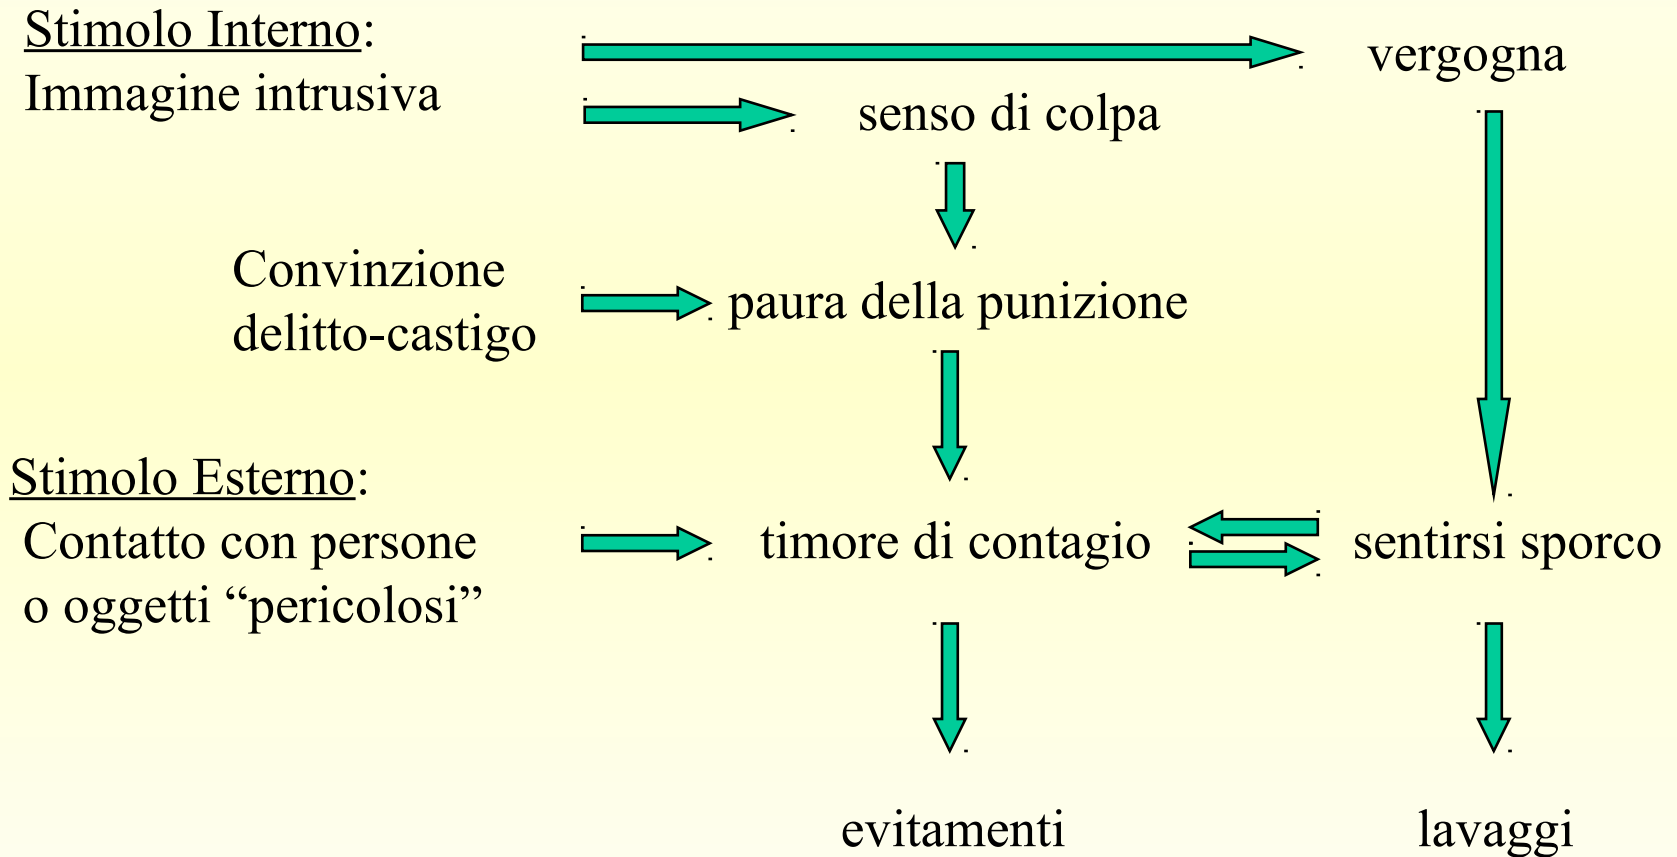 Stimolo Interno:
Immagine intrusiva
vergogna
senso di colpa
Convinzione
delitto-castigo
paura della punizione
Stimolo Esterno:
Contatto con persone
o oggetti “pericolosi”
timore di contagio
sentirsi sporco
evitamenti
lavaggi